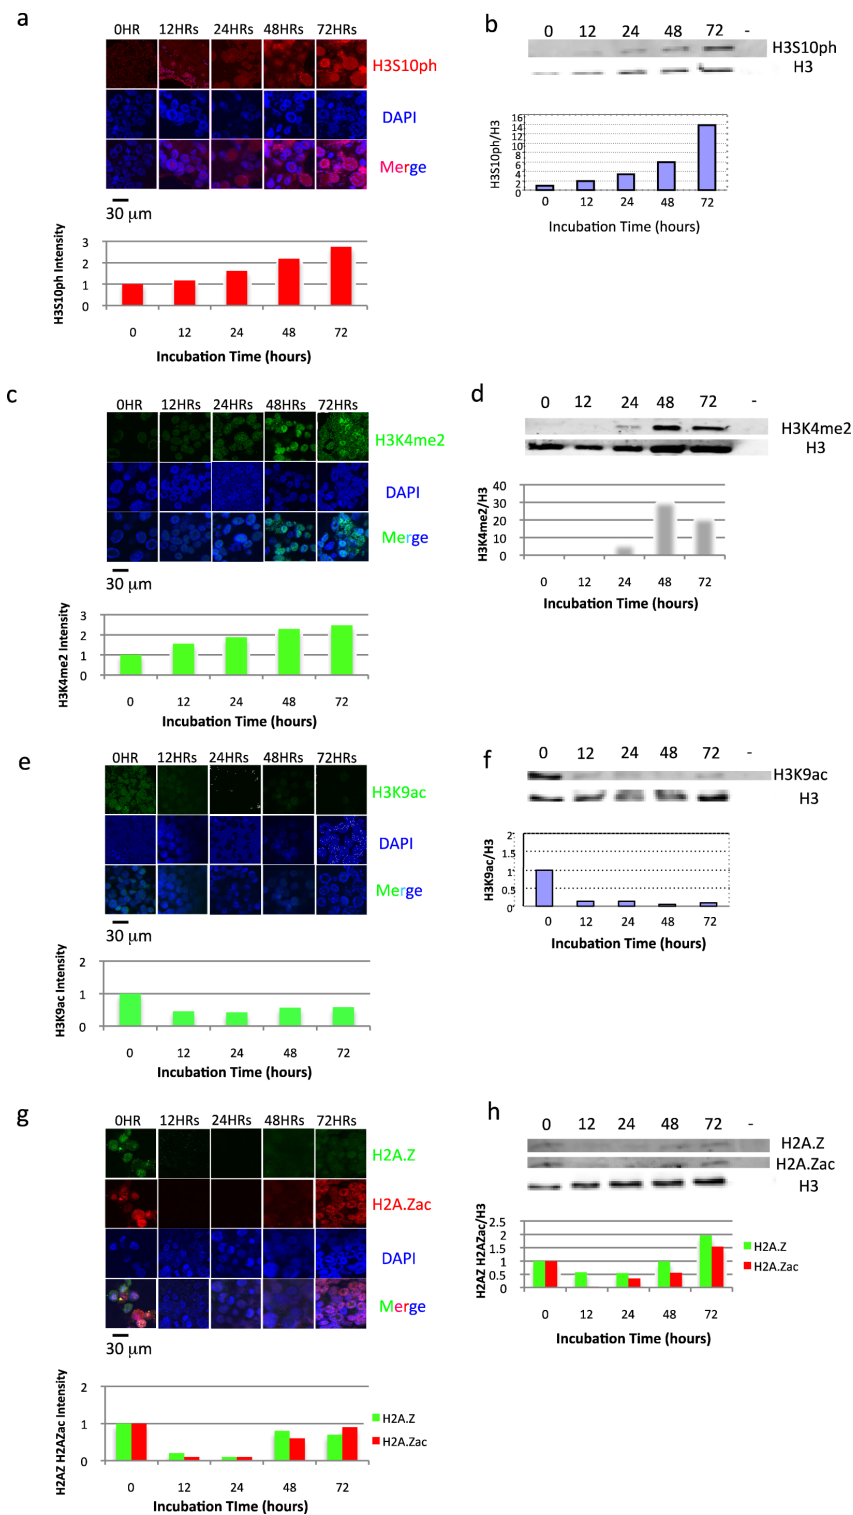 a
0HR 12HRs 24HRs 48HRs 72HRs
H3S10ph
DAPI
Merge
30 μm
H3S10ph Intensity
3
2
1
0
0 12 24 48 72
Incubation Time (hours)
b
0 12 24 48 72 -
H3S10ph
H3
H3S10ph/H3
16
14
12
10
8
6
4
2
0
0 12 24 48 72
Incubation Time (hours)
c
0HR 12HRs 24HRs 48HRs 72HRs
H3K4me2
DAPI
Merge
30 μm
H3K4me2 Intensity
3
2
1
0
0 12 24 48 72
Incubation Time (hours)
d
0 12 24 48 72 -
H3K4me2
H3
H3K4me2/H3
40
30
20
10
0
0 12 24 48 72
Incubation Time (hours)
e
0HR 12HRs 24HRs 48HRs 72HRs
H3K9ac
DAPI
Merge
30 μm
H3K9ac Intensity
2
1
0
0 12 24 48 72
Incubation Time (hours)
f
0 12 24 48 72 -
H3K9ac
H3
H3K9ac/H3
2
1.5
1
0.5
0
0 12 24 48 72
Incubation Time (hours)
g
0HR 12HRs 24HRs 48HRs 72HRs
H2A.Z
H2A.Zac
DAPI
Merge
30 μm
H2AZ H2AZac Intensity
2
1
0
H2A.Z
H2A.Zac
0 12 24 48 72
Incubation TIme (hours)
h
0 12 24 48 72 -
H2A.Z
H2A.Zac
H3
H2AZ H2AZac/H3
2.5
2
1.5
1
0.5
0
H2A.Z
H2A.Zac
0 12 24 48 72
Incubation Time (hours)